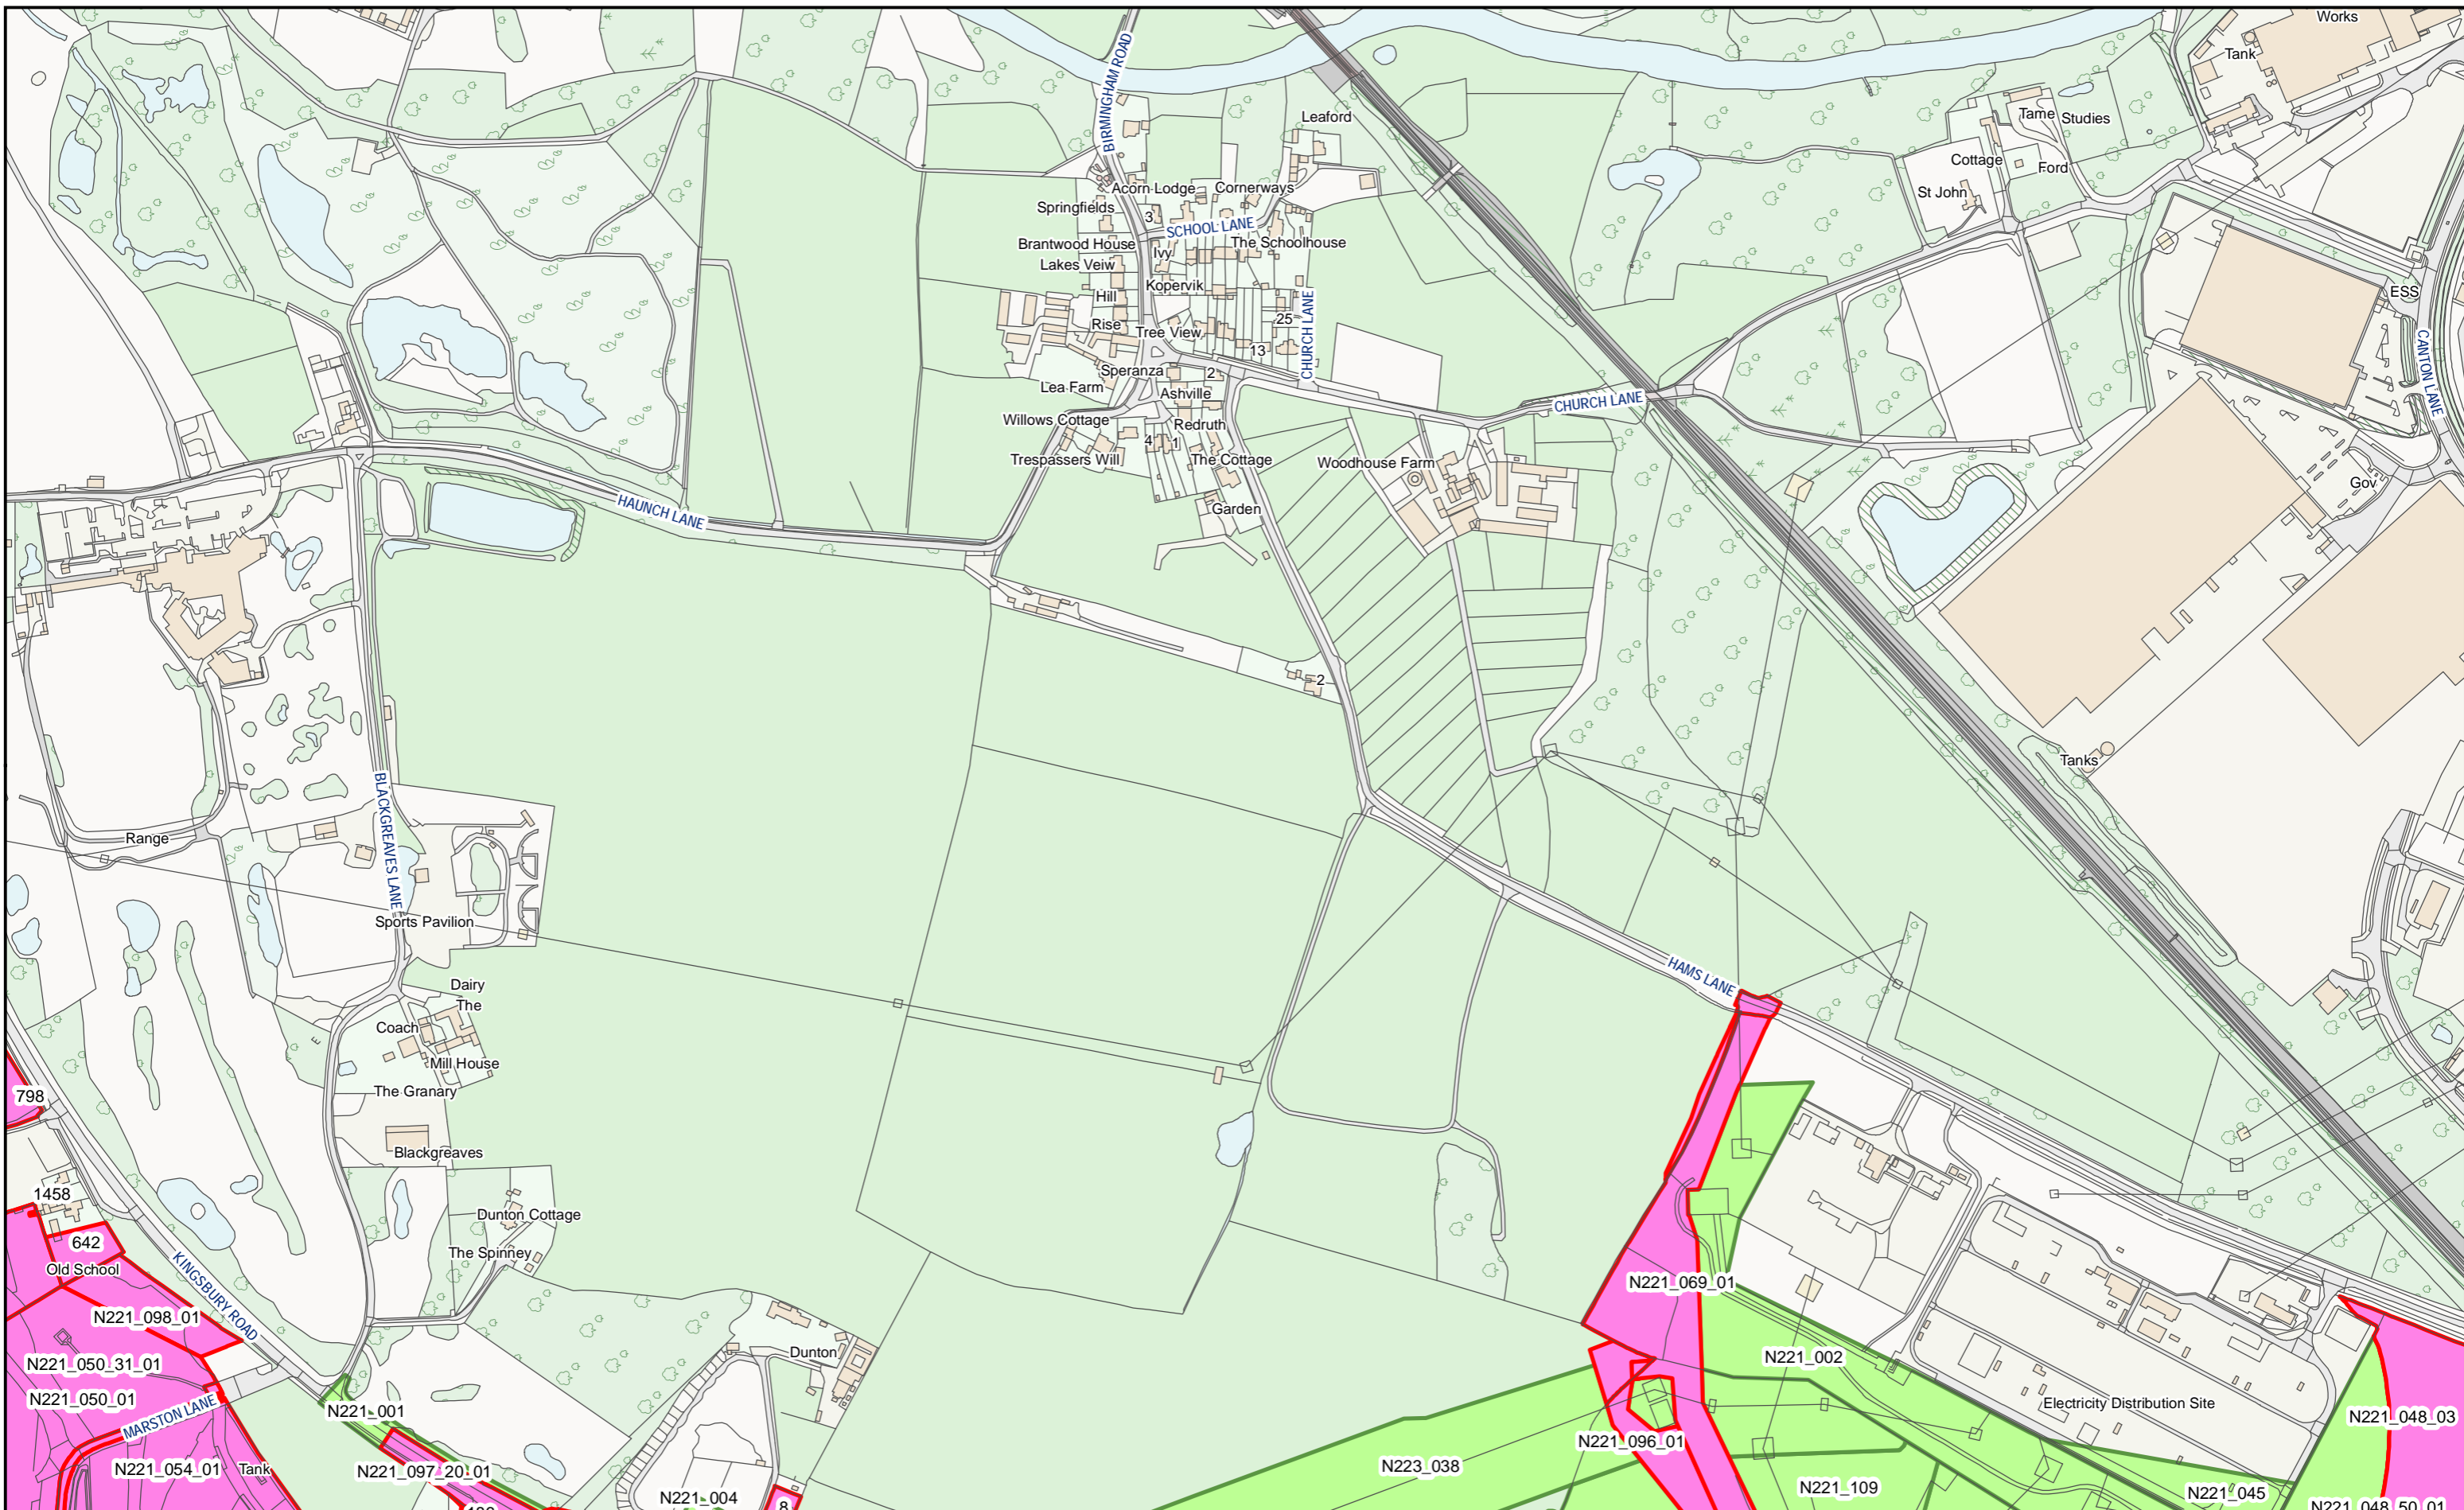 Works
Tank
BIRMINGHAM ROAD
Leaford
Tame
Studies
Cottage
Ford
St John
Acorn Lodge
Cornerways
Springfields
3
SCHOOL LANE
Brantwood House
The Schoolhouse
Ivy
Lakes Veiw
Kopervik
Hill
ESS
25
Rise
Tree View
CHURCH LANE
13
CANTON LANE
Speranza
2
Lea Farm
Ashville
CHURCH LANE
Willows Cottage
Redruth
4
1
Trespassers Will
The Cottage
Woodhouse Farm
Gov
HAUNCH LANE
Garden
2
Tanks
BLACKGREAVES LANE
Range
Sports Pavilion
HAMS LANE
Dairy
The
Coach
Mill House
The Granary
798
Blackgreaves
1458
Dunton Cottage
642
The Spinney
Old School
KINGSBURY ROAD
N221_069_01
N221_098_01
Dunton
N221_002
N221_050_31_01
N221_050_01
N221_001
Electricity Distribution Site
MARSTON LANE
N221_048_03
N221_096_01
N223_038
N221_054_01
Tank
N221_097_20_01
N221_109
N221_045
N221_004
8
N221_048_50_01